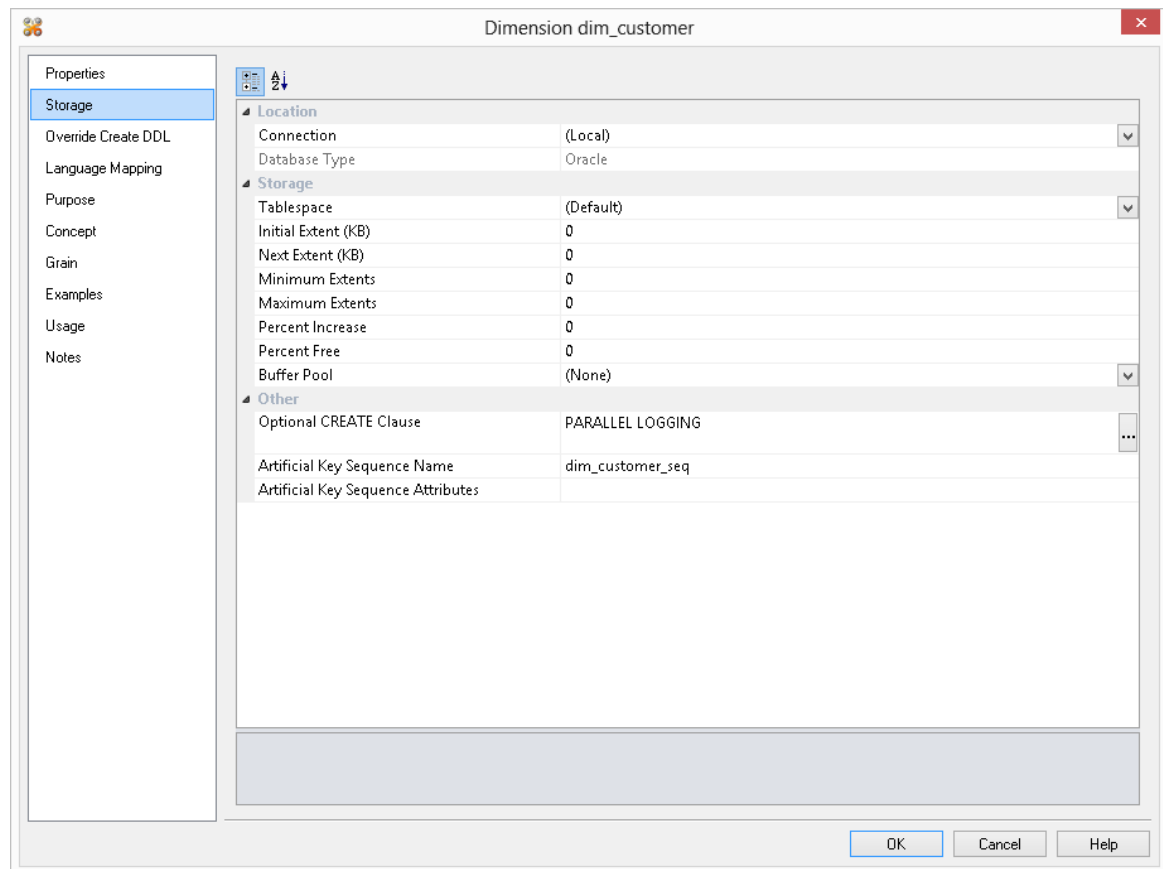 Dimension dim_customer
Properties
Storage
Override Create DDL
Language Mapping
Purpose
Concept
Grain
Examples
Usage
Notes
A
Z
Location
Connection (Local)
Database Type Oracle
Storage
Tablespace (Default)
Initial Extent (KB) 0
Next Extent (KB) 0
Minimum Extents 0
Maximum Extents 0
Percent Increase 0
Percent Free 0
Buffer Pool (None)
Other
Optional CREATE Clause PARALLEL LOGGING
...
Artificial Key Sequence Name dim_customer_seq
Artificial Key Sequence Attributes
OK Cancel Help